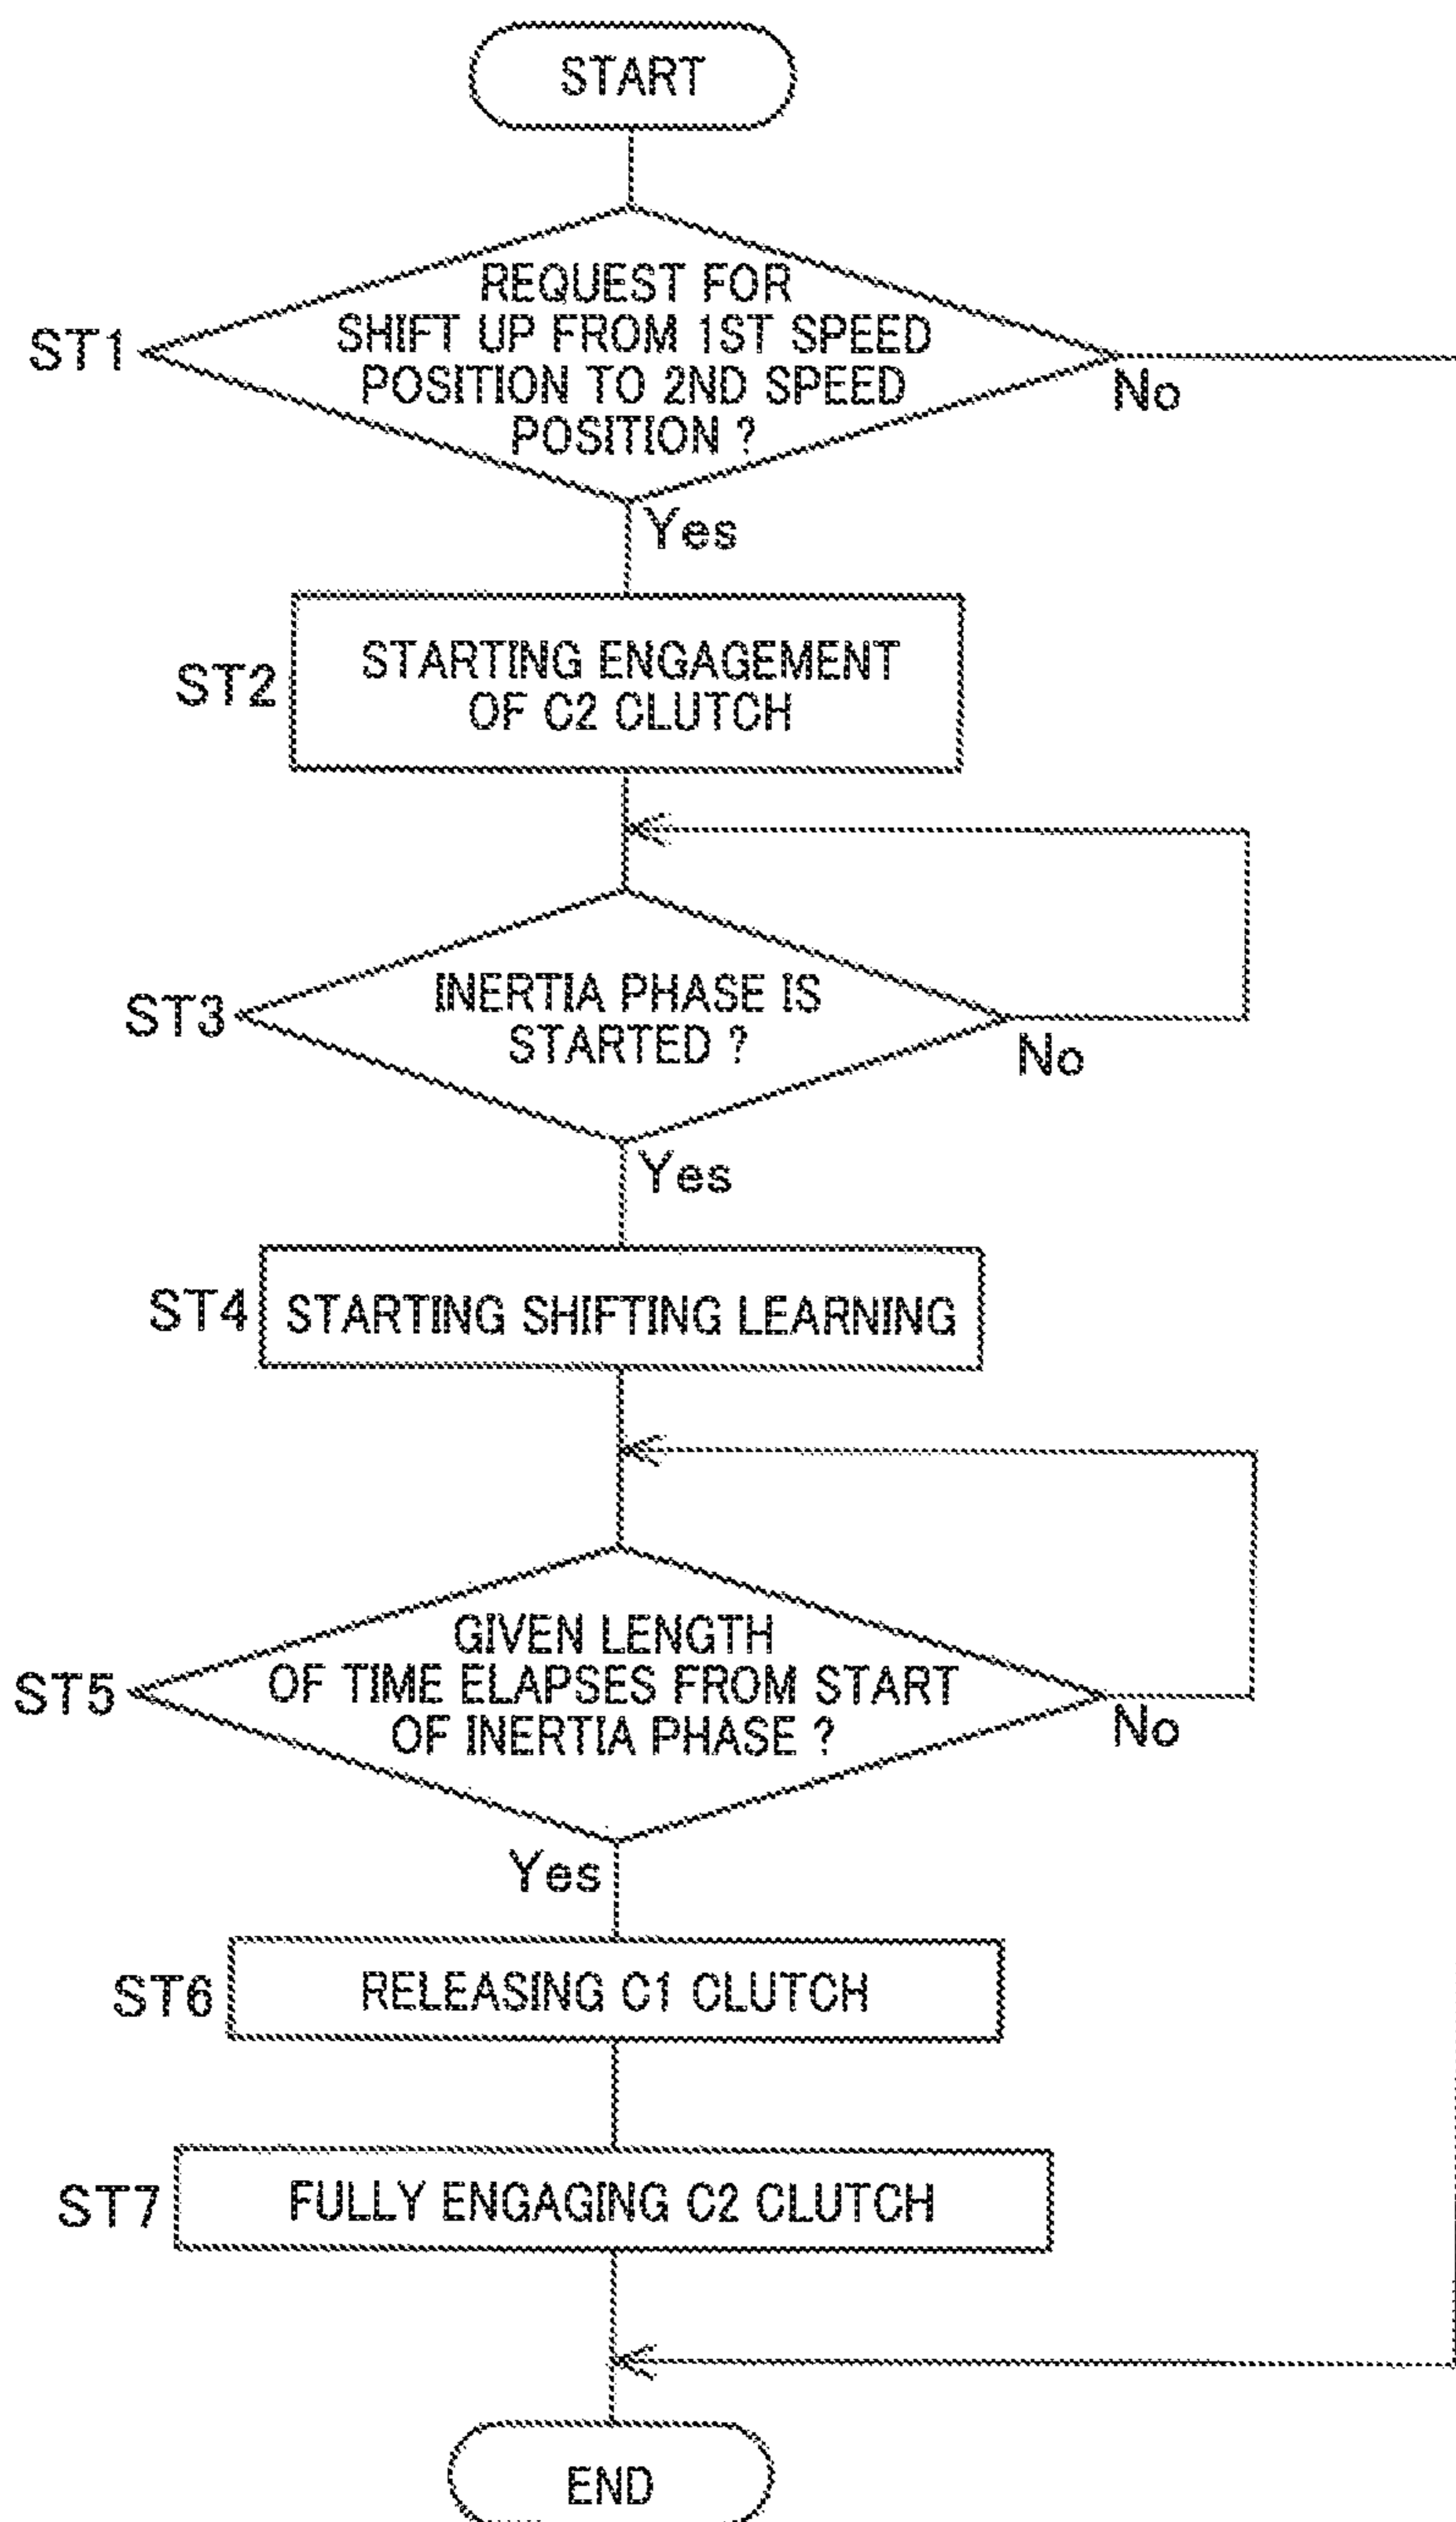 START
ST1
REQUEST FOR
SHIFT UP FROM 1ST SPEED
POSITION TO 2ND SPEED
POSITION ?
No
Yes
ST2
STARTING ENGAGEMENT
OF C2 CLUTCH
ST3
INERTIA PHASE IS
STARTED ?
No
Yes
ST4
STARTING SHIFTING LEARNING
ST5
GIVEN LENGTH
OF TIME ELAPSES FROM START
OF INERTIA PHASE ?
No
Yes
ST6
RELEASING C1 CLUTCH
ST7
FULLY ENGAGING C2 CLUTCH
END